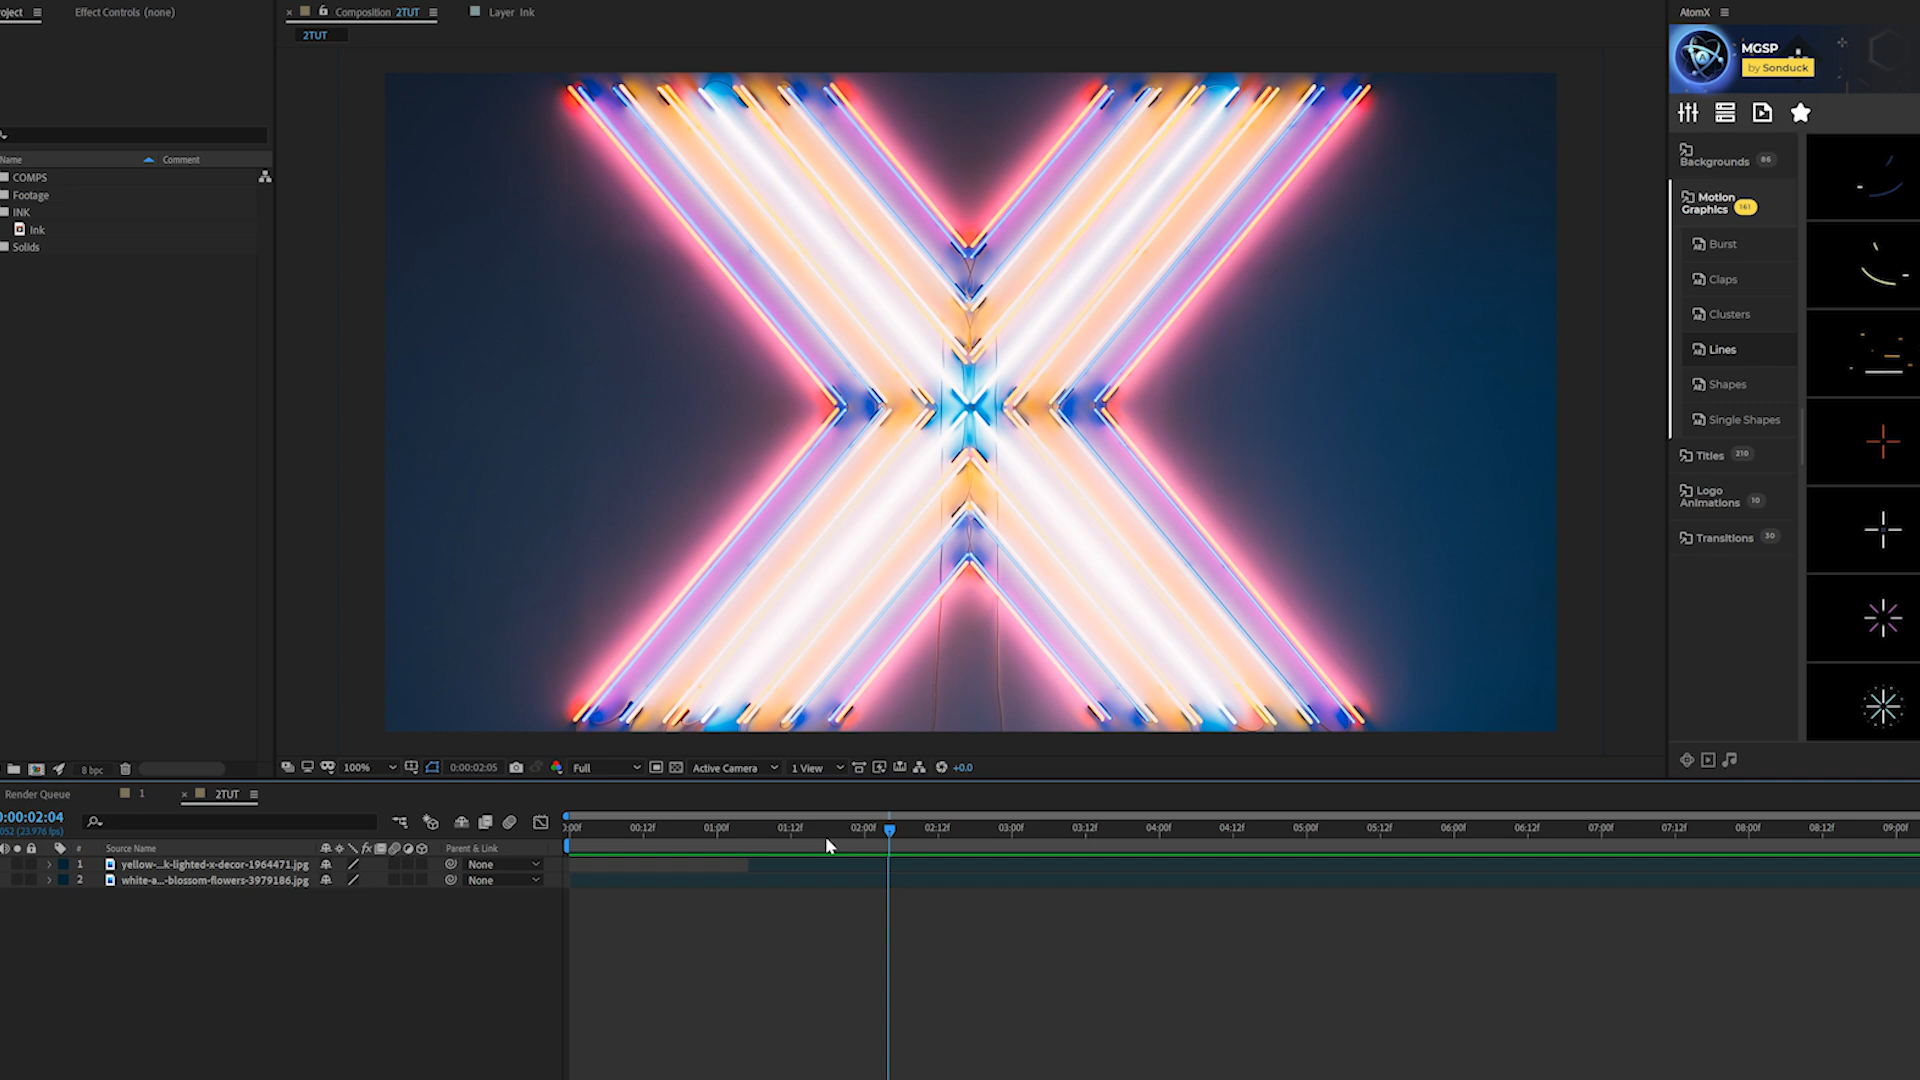 oject
Effect Controls (none)
Composition 2TUT
Layer Ink
AtomX
2TUT
MGSP
by Sonduck
Name
Comment
COMPS
Footage
INK
Ink
Solids
Backgrounds 86
Motion
Graphics 161
Burst
Claps
Clusters
Lines
Shapes
Single Shapes
Titles 210
Logo
Animations 10
Transitions 30
8 bpc
100%
0:00:02:05
Full
Active Camera
1 View
+0.0
Render Queue
1
2TUT
0:00:02:04
052 (23.976 fps)
:00f
00:12f
01:00f
01:12f
02:00f
02:12f
03:00f
03:12f
04:00f
04:12f
05:00f
05:12f
06:00f
06:12f
07:00f
07:12f
08:00f
08:12f
09:00f
#
Source Name
fx
Parent & Link
1 yellow-...k-lighted-x-decor-1964471.jpg
None
2 white-a...-blossom-flowers-3979186.jpg
None